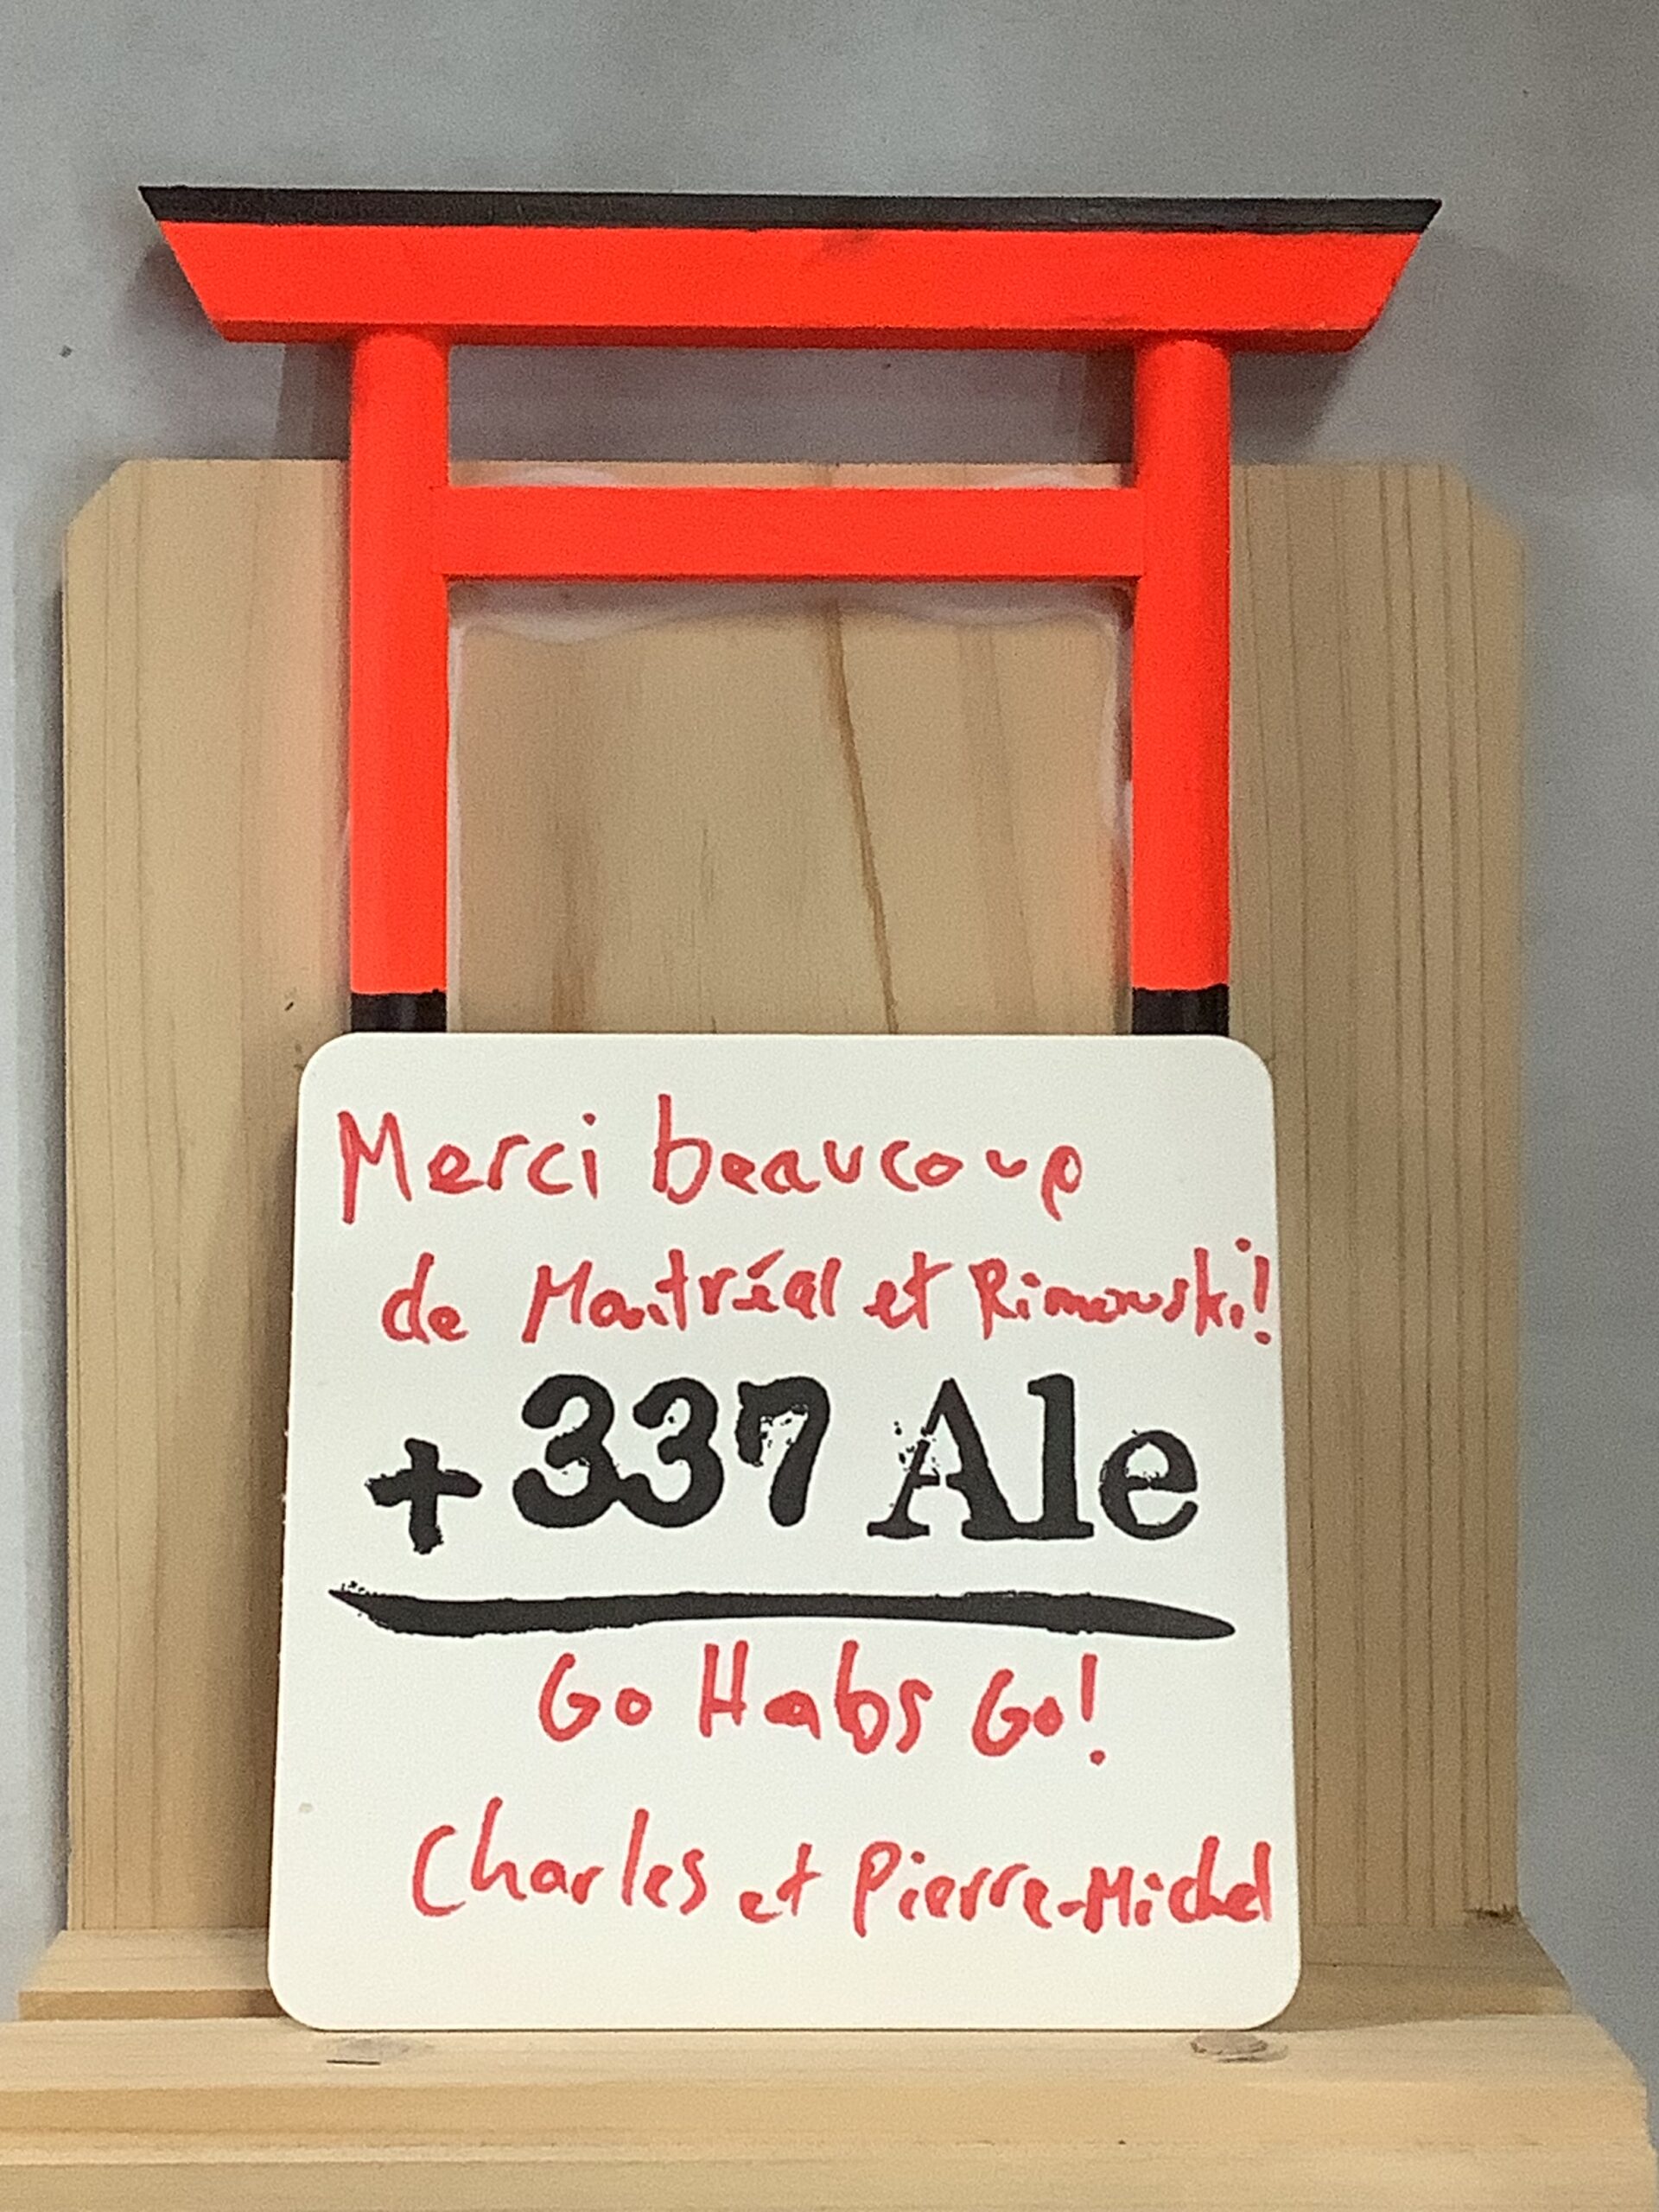 Merci beaucoup
de Montréal et Rimouski!
+337 Ale
Go Habs Go!
Charles et Pierre-Michel